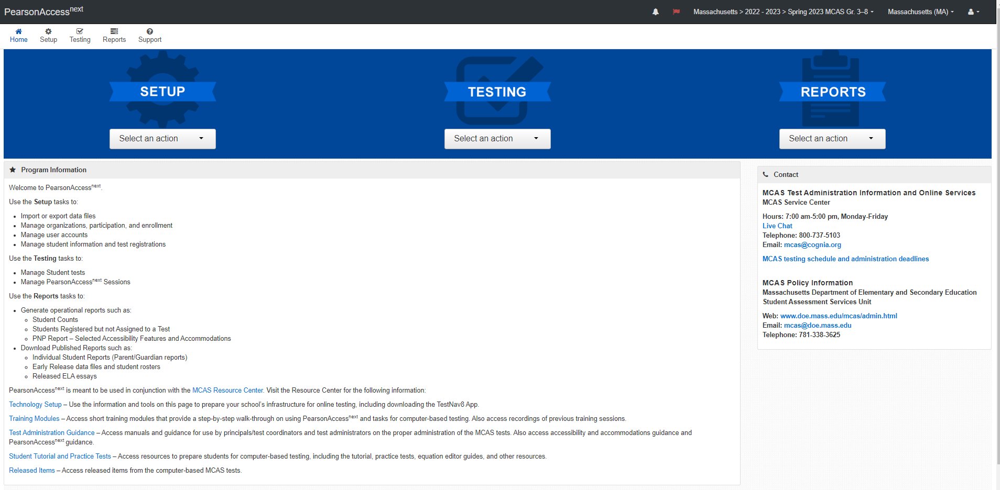 PearsonAccessnext
Massachusetts > 2022 - 2023 > Spring 2023 MCAS Gr. 3–8
Massachusetts (MA)
Home
Setup
Testing
Reports
Support
SETUP
TESTING
REPORTS
Select an action
Select an action
Select an action
Program Information
Welcome to PearsonAccessnext.
Use the Setup tasks to:
• Import or export data files
• Manage organizations, participation, and enrollment
• Manage user accounts
• Manage student information and test registrations
Use the Testing tasks to:
• Manage Student tests
• Manage PearsonAccessnext Sessions
Use the Reports tasks to:
• Generate operational reports such as:
◦ Student Counts
◦ Students Registered but not Assigned to a Test
◦ PNP Report – Selected Accessibility Features and Accommodations
• Download Published Reports such as:
◦ Individual Student Reports (Parent/Guardian reports)
◦ Early Release data files and student rosters
◦ Released ELA essays
PearsonAccessnext is meant to be used in conjunction with the MCAS Resource Center. Visit the Resource Center for the following information:
Technology Setup – Use the information and tools on this page to prepare your school's infrastructure for online testing, including downloading the TestNav8 App.
Training Modules – Access short training modules that provide a step-by-step walk-through on using PearsonAccessnext and tasks for computer-based testing. Also access recordings of previous training sessions.
Test Administration Guidance – Access manuals and guidance for use by principals/test coordinators and test administrators on the proper administration of the MCAS tests. Also access accessibility and accommodations guidance and
PearsonAccessnext guidance.
Student Tutorial and Practice Tests – Access resources to prepare students for computer-based testing, including the tutorial, practice tests, equation editor guides, and other resources.
Released Items – Access released items from the computer-based MCAS tests.
Contact
MCAS Test Administration Information and Online Services
MCAS Service Center
Hours: 7:00 am-5:00 pm, Monday-Friday
Live Chat
Telephone: 800-737-5103
Email: mcas@cognia.org
MCAS testing schedule and administration deadlines
MCAS Policy Information
Massachusetts Department of Elementary and Secondary Education
Student Assessment Services Unit
Web: www.doe.mass.edu/mcas/admin.html
Email: mcas@doe.mass.edu
Telephone: 781-338-3625